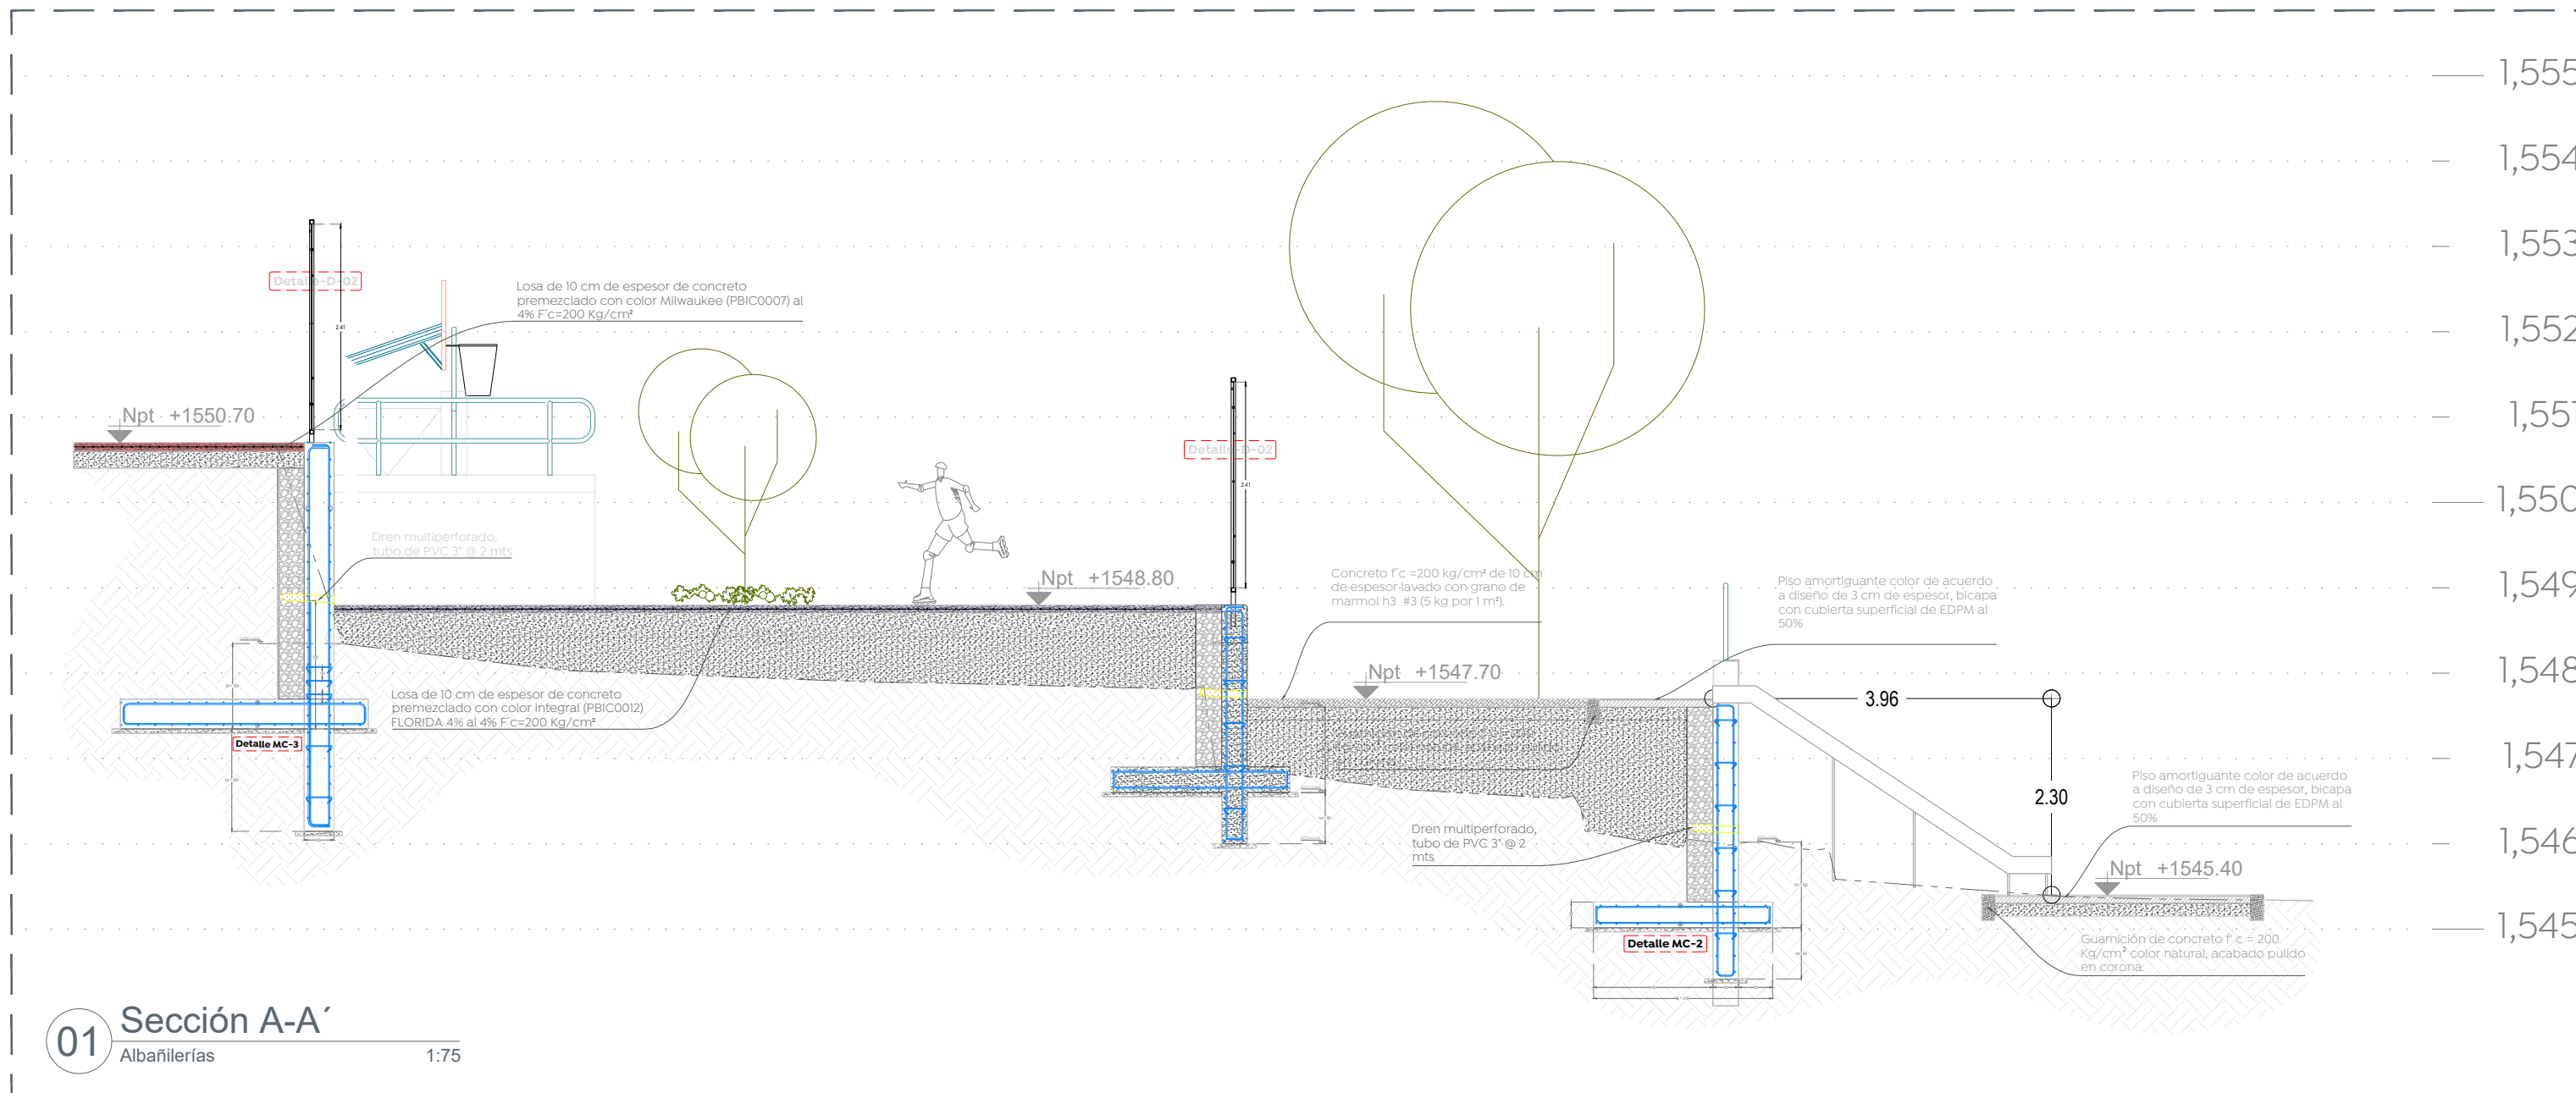 1,555
1,554
1,553
1,552
1,551
1,550
1,549
1,548
1,547
1,546
1,545
Detalle-D-02
2.41
Losa de 10 cm de espesor de concreto
premezclado con color Milwaukee (PBIC0007) al
4% F´c=200 Kg/cm²
Npt +1550.70
Detalle-D-02
2.41
Dren multiperforado,
tubo de PVC 3" @ 2 mts
Npt +1548.80
Concreto f´c =200 kg/cm² de 10 cm
de espesor lavado con grano de
marmol h3 #3 (5 kg por 1 m²).
Piso amortiguante color de acuerdo
a diseño de 3 cm de espesor, bicapa
con cubierta superficial de EDPM al
50%
Npt +1547.70
Losa de 10 cm de espesor de concreto
premezclado con color integral (PBIC0012)
FLORIDA 4% al 4% F´c=200 Kg/cm²
3.96
Detalle MC-3
2.30
Piso amortiguante color de acuerdo
a diseño de 3 cm de espesor, bicapa
con cubierta superficial de EDPM al
50%
Dren multiperforado,
tubo de PVC 3" @ 2
mts
Npt +1545.40
Detalle MC-2
Guarnición de concreto f´ c = 200
Kg/cm² color natural, acabado pulido
en corona.
01
Sección A-A´
Albañilerías 1:75